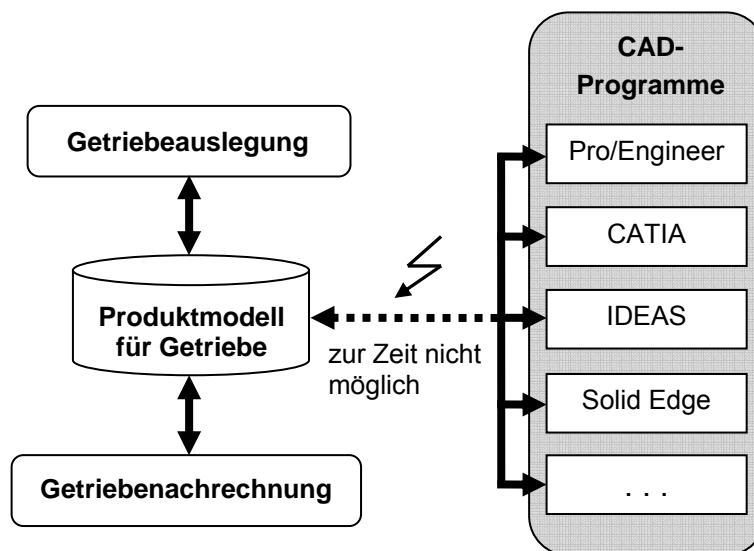 Getriebeauslegung
Produktmodell
für Getriebe
Getriebenachrechnung
zur Zeit nicht
möglich
CAD-
Programme
Pro/Engineer
CATIA
IDEAS
Solid Edge
. . .